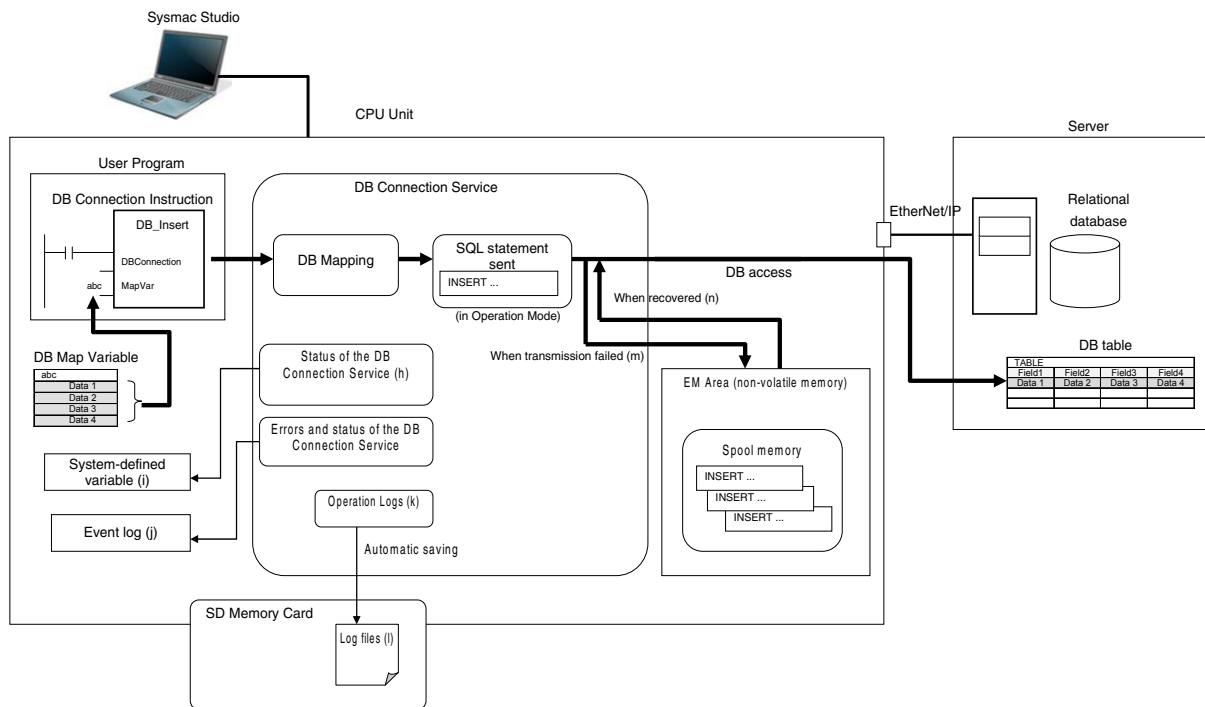 Sysmac Studio
CPU Unit
Server
User Program
DB Connection Instruction
DB_Insert
DBConnection
MapVar
abc
DB Map Variable
abc
Data 1
Data 2
Data 3
Data 4
System-defined
variable (i)
Event log (j)
DB Connection Service
DB Mapping
SQL statement
sent
INSERT ...
(in Operation Mode)
Status of the DB
Connection Service (h)
Errors and status of the DB
Connection Service
Operation Logs (k)
Automatic saving
SD Memory Card
Log files (l)
DB access
When recovered (n)
When transmission failed (m)
EM Area (non-volatile memory)
Spool memory
INSERT ...
INSERT ...
INSERT ...
EtherNet/IP
Relational
database
DB table
TABLE
Field1 Field2 Field3 Field4
Data 1 Data 2 Data 3 Data 4